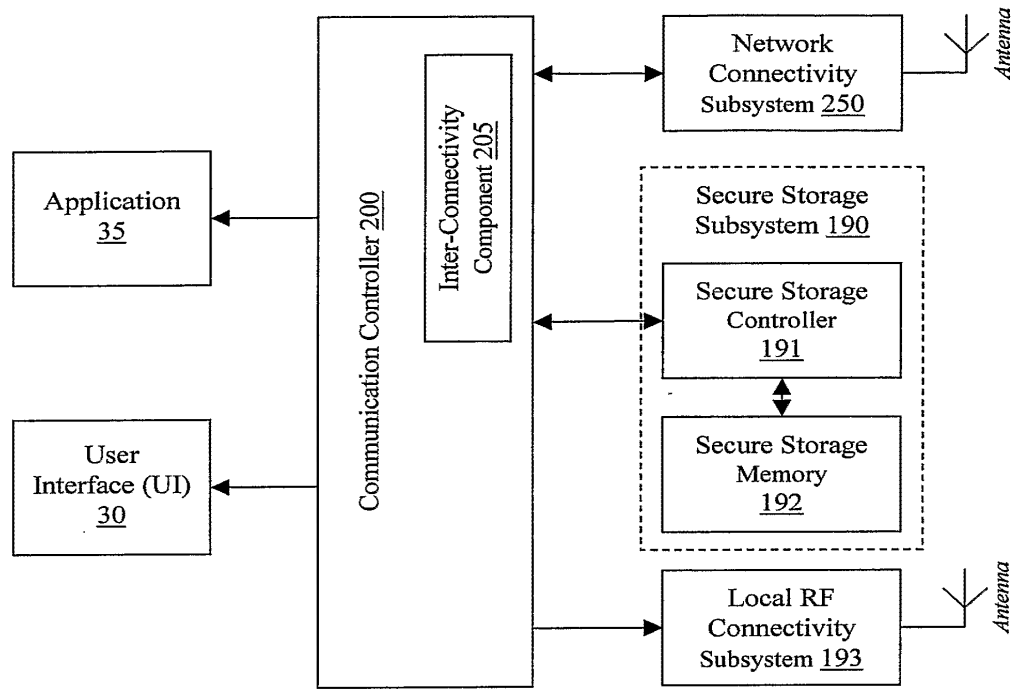 Application
35
User
Interface (UI)
30
Communication Controller 200
Inter-Connectivity
Component 205
Network
Connectivity
Subsystem 250
Antenna
Secure Storage
Subsystem 190
Secure Storage
Controller
191
Secure Storage
Memory
192
Local RF
Connectivity
Subsystem 193
Antenna